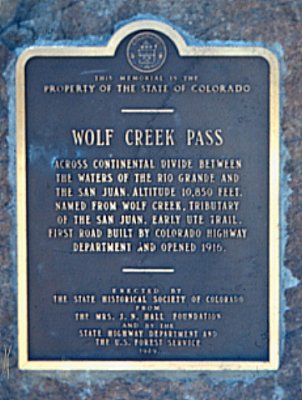 THIS MEMORIAL IS THE
PROPERTY OF THE STATE OF COLORADO
WOLF CREEK PASS
ACROSS CONTINENTAL DIVIDE BETWEEN
THE WATERS OF THE RIO GRANDE AND
THE SAN JUAN. ALTITUDE 10,850 FEET.
NAMED FROM WOLF CREEK, TRIBUTARY
OF THE SAN JUAN. EARLY UTE TRAIL.
FIRST ROAD BUILT BY COLORADO HIGHWAY
DEPARTMENT AND OPENED 1916.
ERECTED BY
THE STATE HISTORICAL SOCIETY OF COLORADO
FROM
THE MRS. J. N. HALL FOUNDATION
AND BY THE
STATE HIGHWAY DEPARTMENT AND
THE U.S. FOREST SERVICE